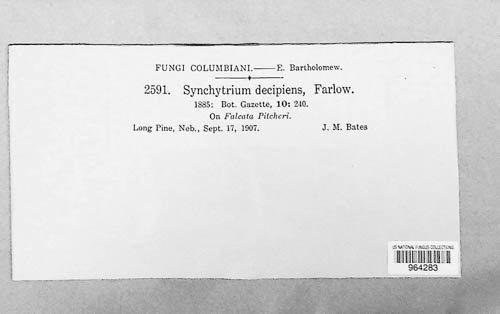 FUNGI COLUMBIANI.—E. Bartholomew.
2591. Synchytrium decipiens, Farlow.
1885: Bot. Gazette, 10: 240.
On Falcata Pitcheri.
Long Pine, Neb., Sept. 17, 1907. J. M. Bates
US NATIONAL FUNGUS COLLECTIONS
964283